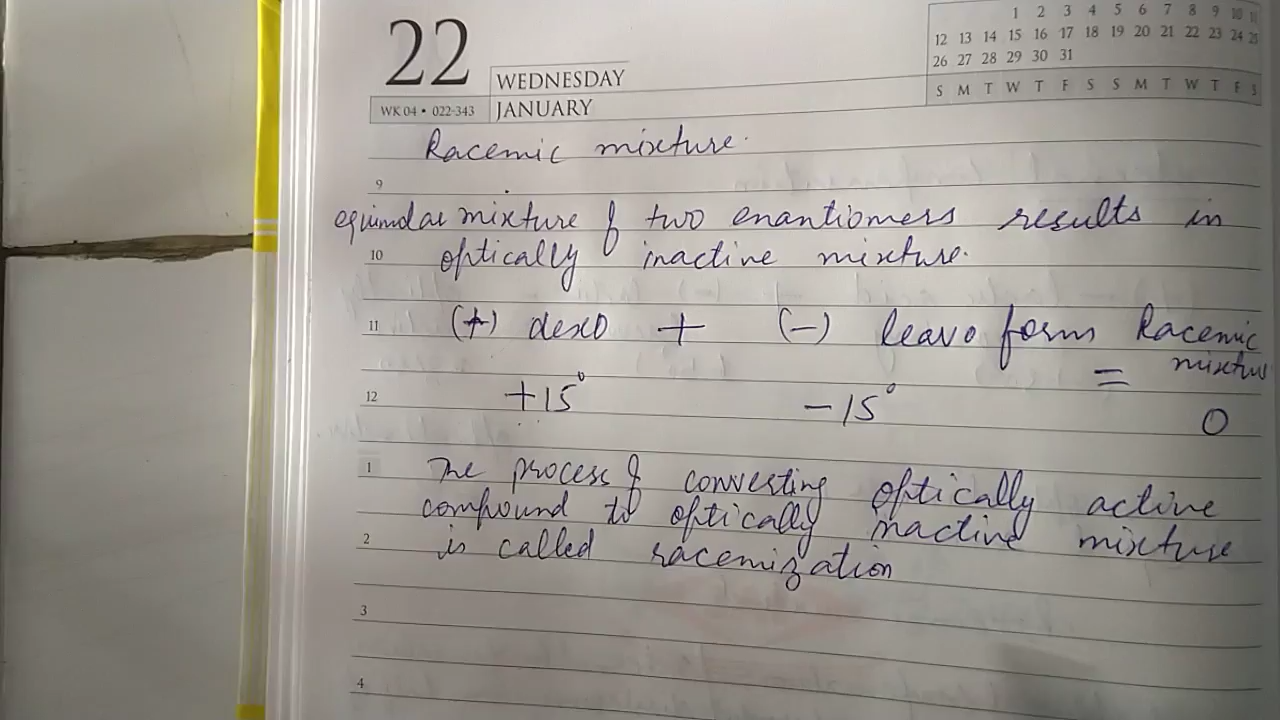 22
WEDNESDAY
WK 04 • 022-343
JANUARY
1 2 3 4 5 6 7 8 9 10 11
12 13 14 15 16 17 18 19 20 21 22 23 24 25
26 27 28 29 30 31
S M T W T F S S M T W T F S
Racemic mixture.
9
equimolar mixture of two enantiomers results in
10 optically inactive mixture.
11 (+) dexo + (-) leavo form Racemic
= mixture
12 +15° -15° 0
1 The process of converting optically active
compound to optically inactive mixture
2 is called racemization
3
4